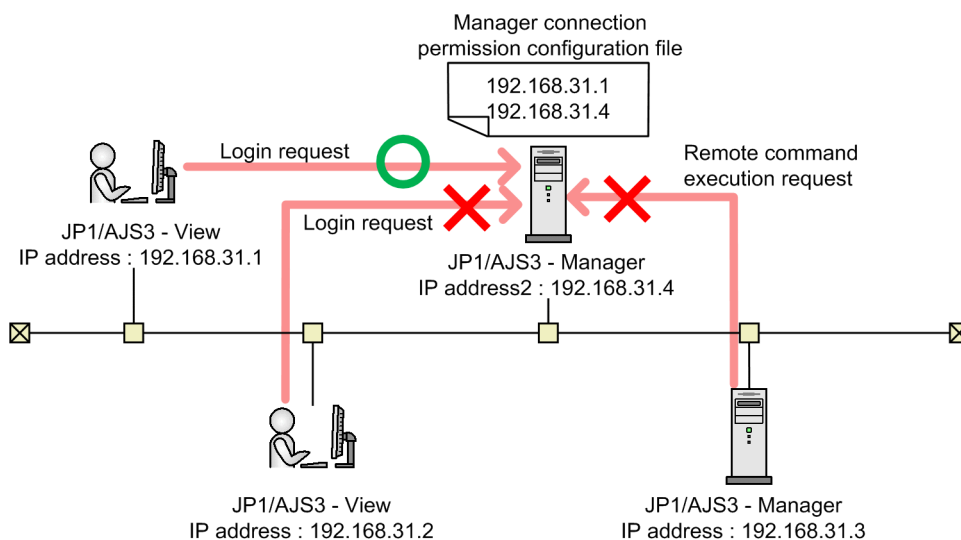 Manager connection
permission configuration file
192.168.31.1
192.168.31.4
Login request
Remote command
execution request
Login request
JP1/AJS3 - View
IP address : 192.168.31.1
JP1/AJS3 - Manager
IP address2 : 192.168.31.4
JP1/AJS3 - View
IP address : 192.168.31.2
JP1/AJS3 - Manager
IP address : 192.168.31.3